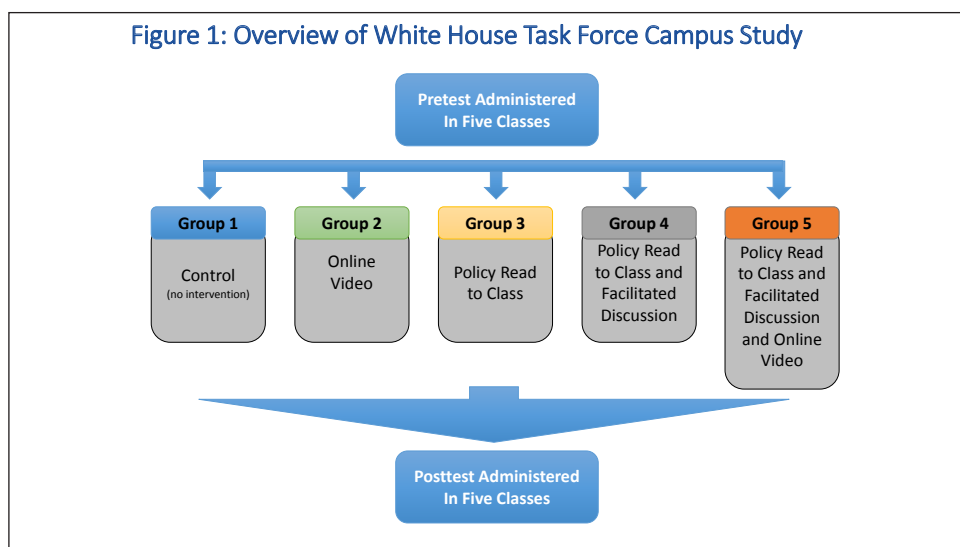 Figure 1: Overview of White House Task Force Campus Study
Pretest Administered
In Five Classes
Group 1
Control
(no intervention)
Group 2
Online
Video
Group 3
Policy Read
to Class
Group 4
Policy Read
to Class and
Facilitated
Discussion
Group 5
Policy Read
to Class and
Facilitated
Discussion
and Online
Video
Posttest Administered
In Five Classes